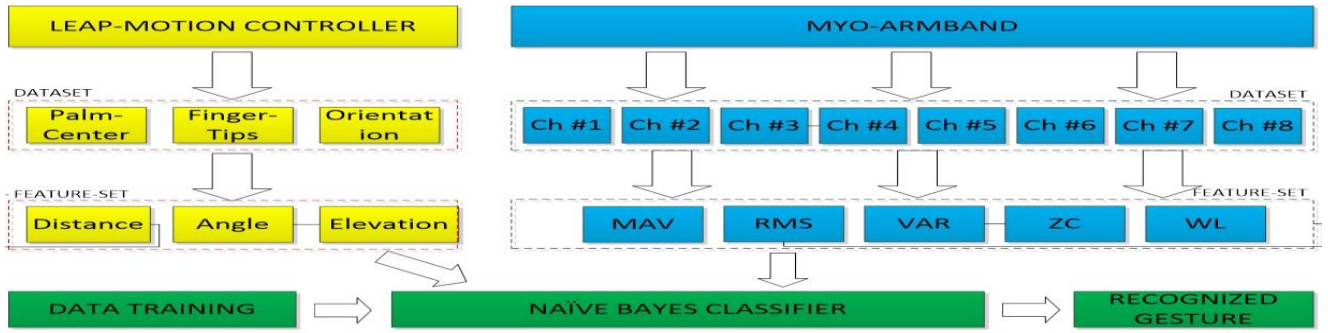 LEAP-MOTION CONTROLLER
MYO-ARMBAND
DATASET
Palm-
Center
Finger-
Tips
Orientat
ion
DATASET
Ch #1
Ch #2
Ch #3
Ch #4
Ch #5
Ch #6
Ch #7
Ch #8
FEATURE-SET
Distance
Angle
Elevation
FEATURE-SET
MAV
RMS
VAR
ZC
WL
DATA TRAINING
NAÏVE BAYES CLASSIFIER
RECOGNIZED
GESTURE